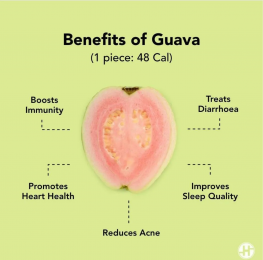 Benefits of Guava
(1 piece: 48 Cal)
Boosts
Immunity
Treats
Diarrhoea
Promotes
Heart Health
Improves
Sleep Quality
Reduces Acne
H